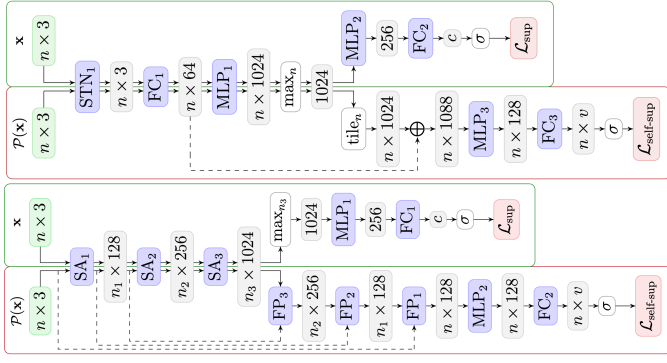 x
n × 3
P(x)
n × 3
STN₁
n × 3
FC₁
n × 64
MLP₁
n × 1024
maxₙ
1024
MLP₂
256
FC₂
c
σ
𝓛sup
tileₙ
n × 1024
⊕
n × 1088
MLP₃
n × 128
FC₃
n × v
σ
𝓛self-sup
x
n × 3
P(x)
n × 3
SA₁
n₁ × 128
SA₂
n₂ × 256
SA₃
n₃ × 1024
maxₙ₃
1024
MLP₁
256
FC₁
c
σ
𝓛sup
FP₃
n₂ × 256
FP₂
n₁ × 128
FP₁
n × 128
MLP₂
n × 128
FC₂
n × v
σ
𝓛self-sup